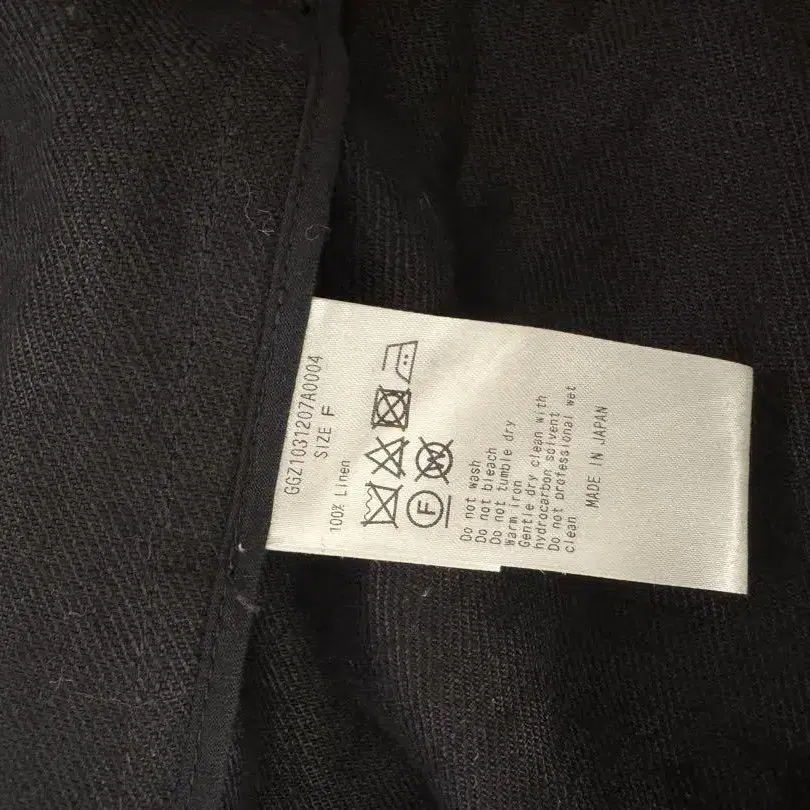 GGZ1031207A0004
SIZE F
100% Linen
F
W
Do not wash
Do not bleach
Do not tumble dry
Warm iron
Gentle dry clean with
hydrocarbon solvent
Do not professional wet
clean
MADE IN JAPAN